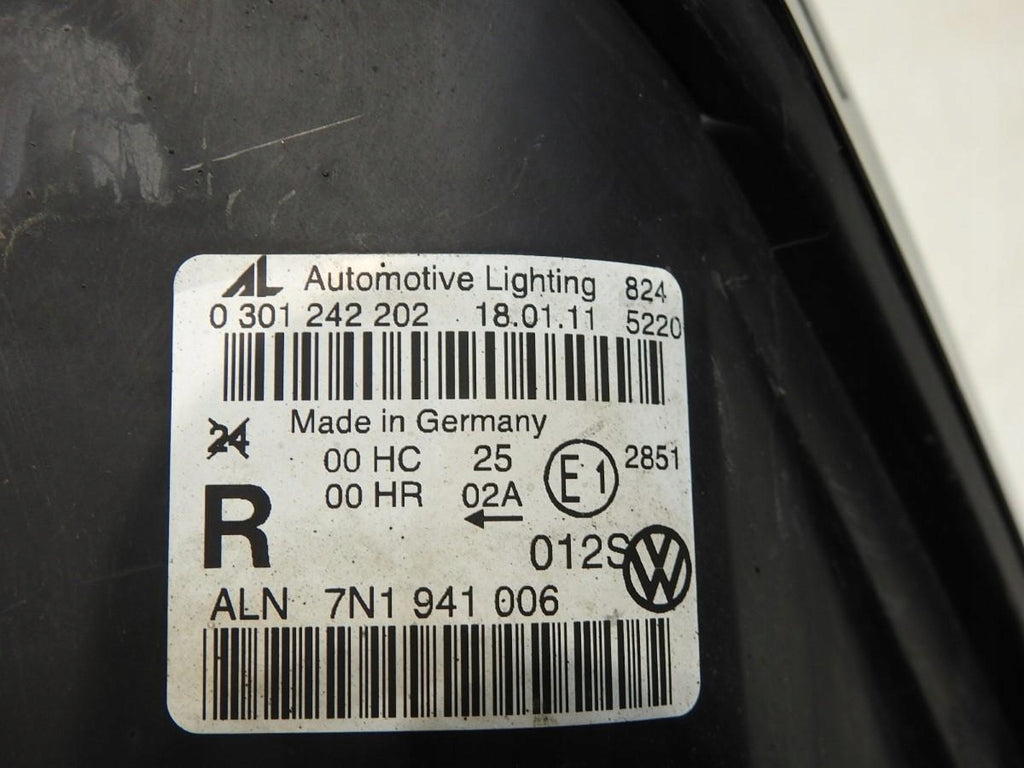 AL Automotive Lighting 824
0 301 242 202 18.01.11 5220
Made in Germany
24
00 HC 25 E1 2851
00 HR 02A
R
012S VW
ALN 7N1 941 006